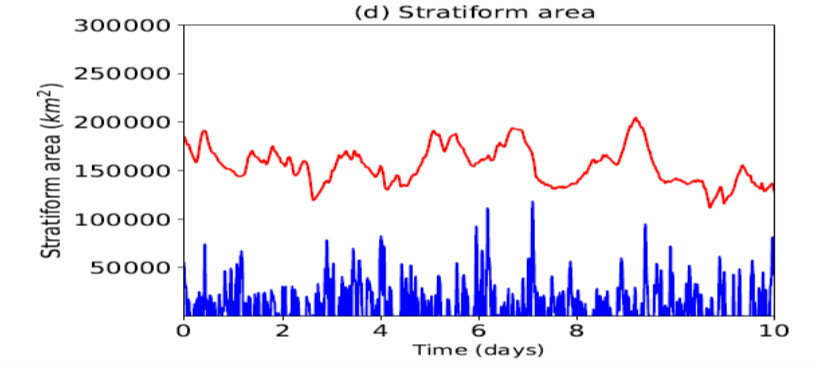 (d) Stratiform area
300000
250000
200000
150000
100000
50000
Stratiform area (km²)
0 2 4 6 8 10
Time (days)